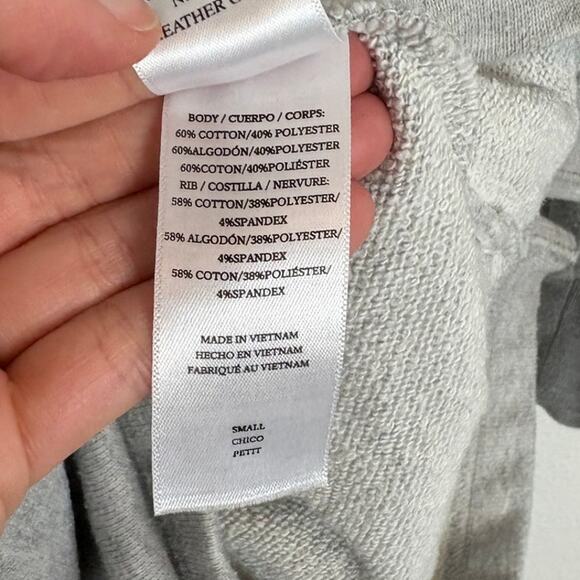 BODY / CUERPO / CORPS:
60% COTTON/40% POLYESTER
60%ALGODÓN/40%POLYESTER
60%COTON/40%POLIÉSTER
RIB / COSTILLA / NERVURE:
58% COTTON/38%POLYESTER/
4%SPANDEX
58% ALGODÓN/38%POLYESTER/
4%SPANDEX
58% COTON/38%POLIÉSTER/
4%SPANDEX
MADE IN VIETNAM
HECHO EN VIETNAM
FABRIQUÉ AU VIETNAM
SMALL
CHICO
PETIT